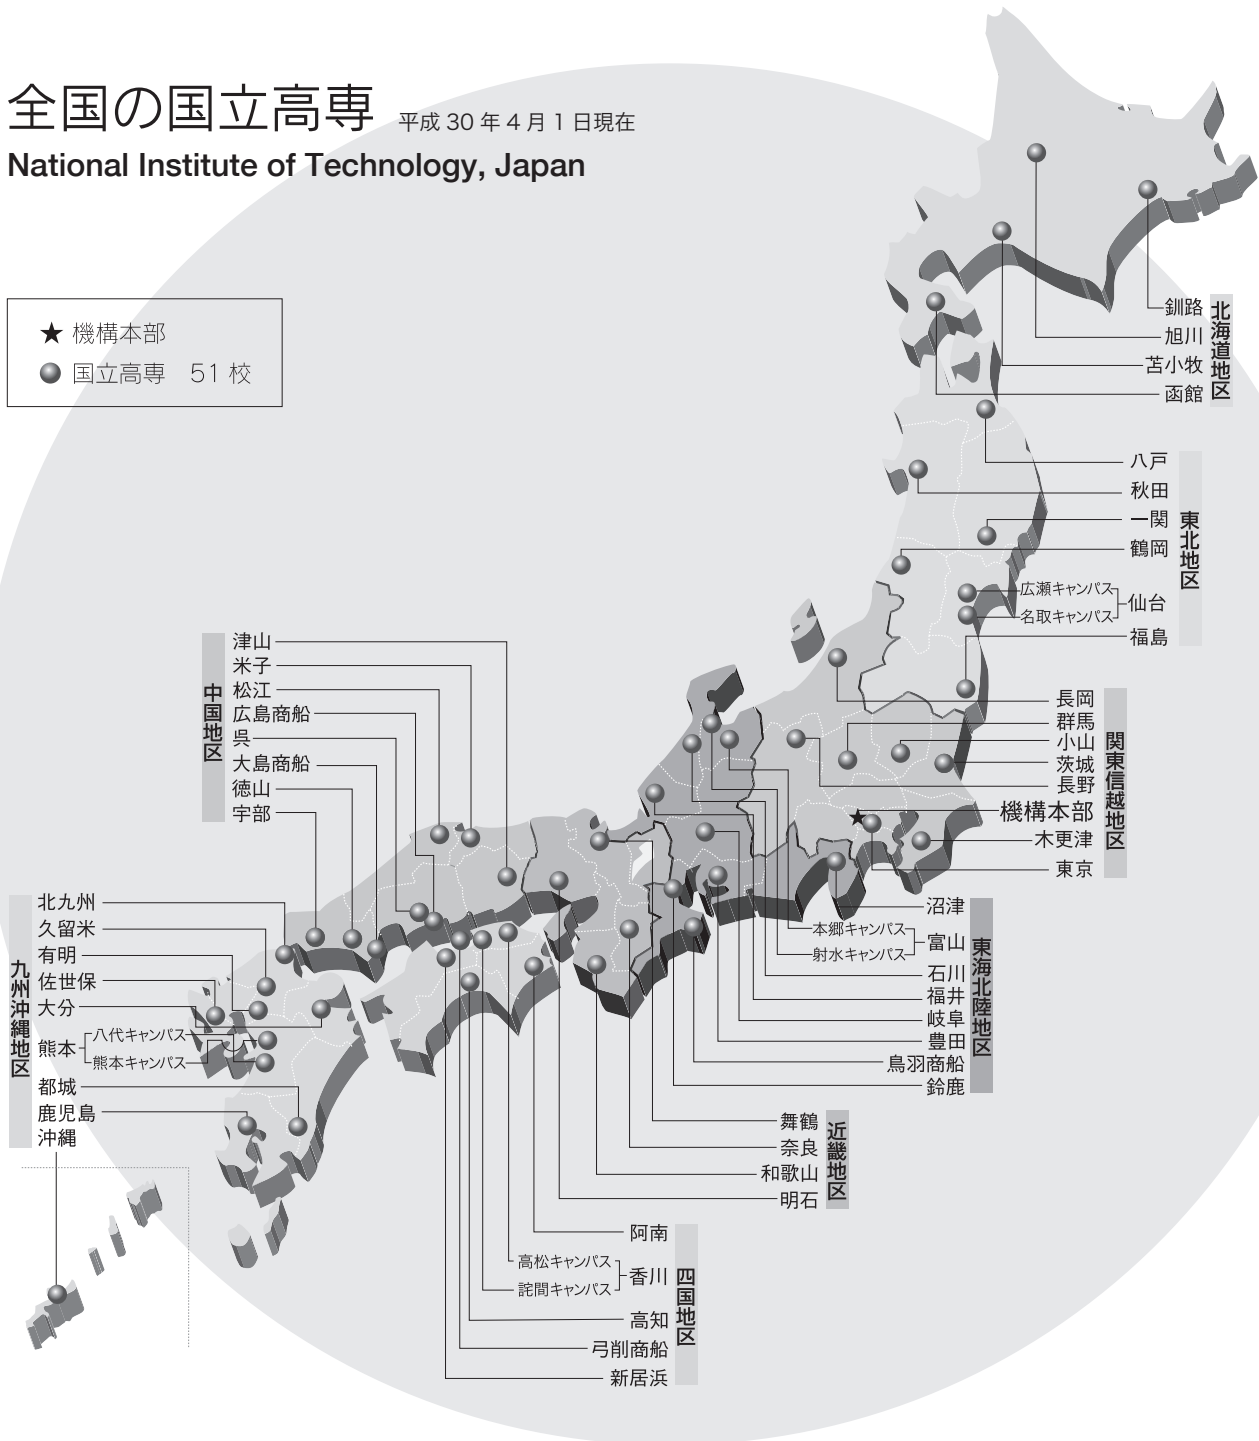 全国の国立高専 平成 30 年 4 月 1 日現在
National Institute of Technology, Japan
★ 機構本部
国立高専 51 校
北海道地区
釧路
旭川
苫小牧
函館
東北地区
八戸
秋田
一関
鶴岡
広瀬キャンパス
名取キャンパス
仙台
福島
関東信越地区
長岡
群馬
小山
茨城
長野
機構本部
木更津
東京
東海北陸地区
沼津
本郷キャンパス
射水キャンパス
富山
石川
福井
岐阜
豊田
鳥羽商船
鈴鹿
近畿地区
舞鶴
奈良
和歌山
明石
四国地区
阿南
高松キャンパス
詫間キャンパス
香川
高知
弓削商船
新居浜
中国地区
津山
米子
松江
広島商船
呉
大島商船
徳山
宇部
九州沖縄地区
北九州
久留米
有明
佐世保
大分
熊本
八代キャンパス
熊本キャンパス
都城
鹿児島
沖縄